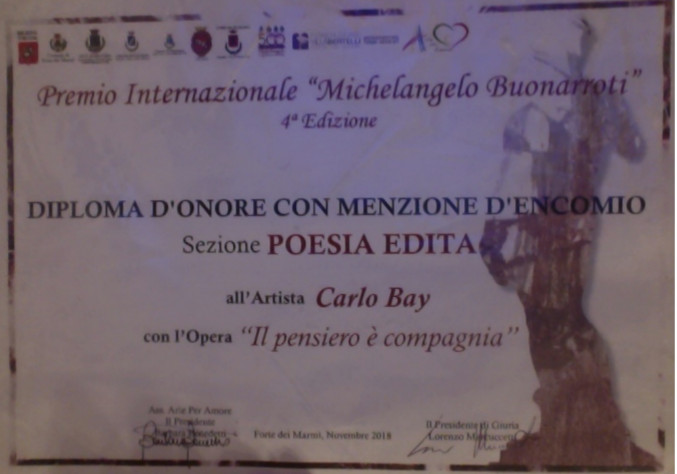 Premio Internazionale “Michelangelo Buonarroti”
4ª Edizione
DIPLOMA D'ONORE CON MENZIONE D'ENCOMIO
Sezione POESIA EDITA
all'Artista Carlo Bay
con l'Opera “Il pensiero è compagnia”
Ass. Arte Per Amore
Il Presidente
Forte dei Marmi, Novembre 2018
Il Presidente di Giuria
Lorenzo